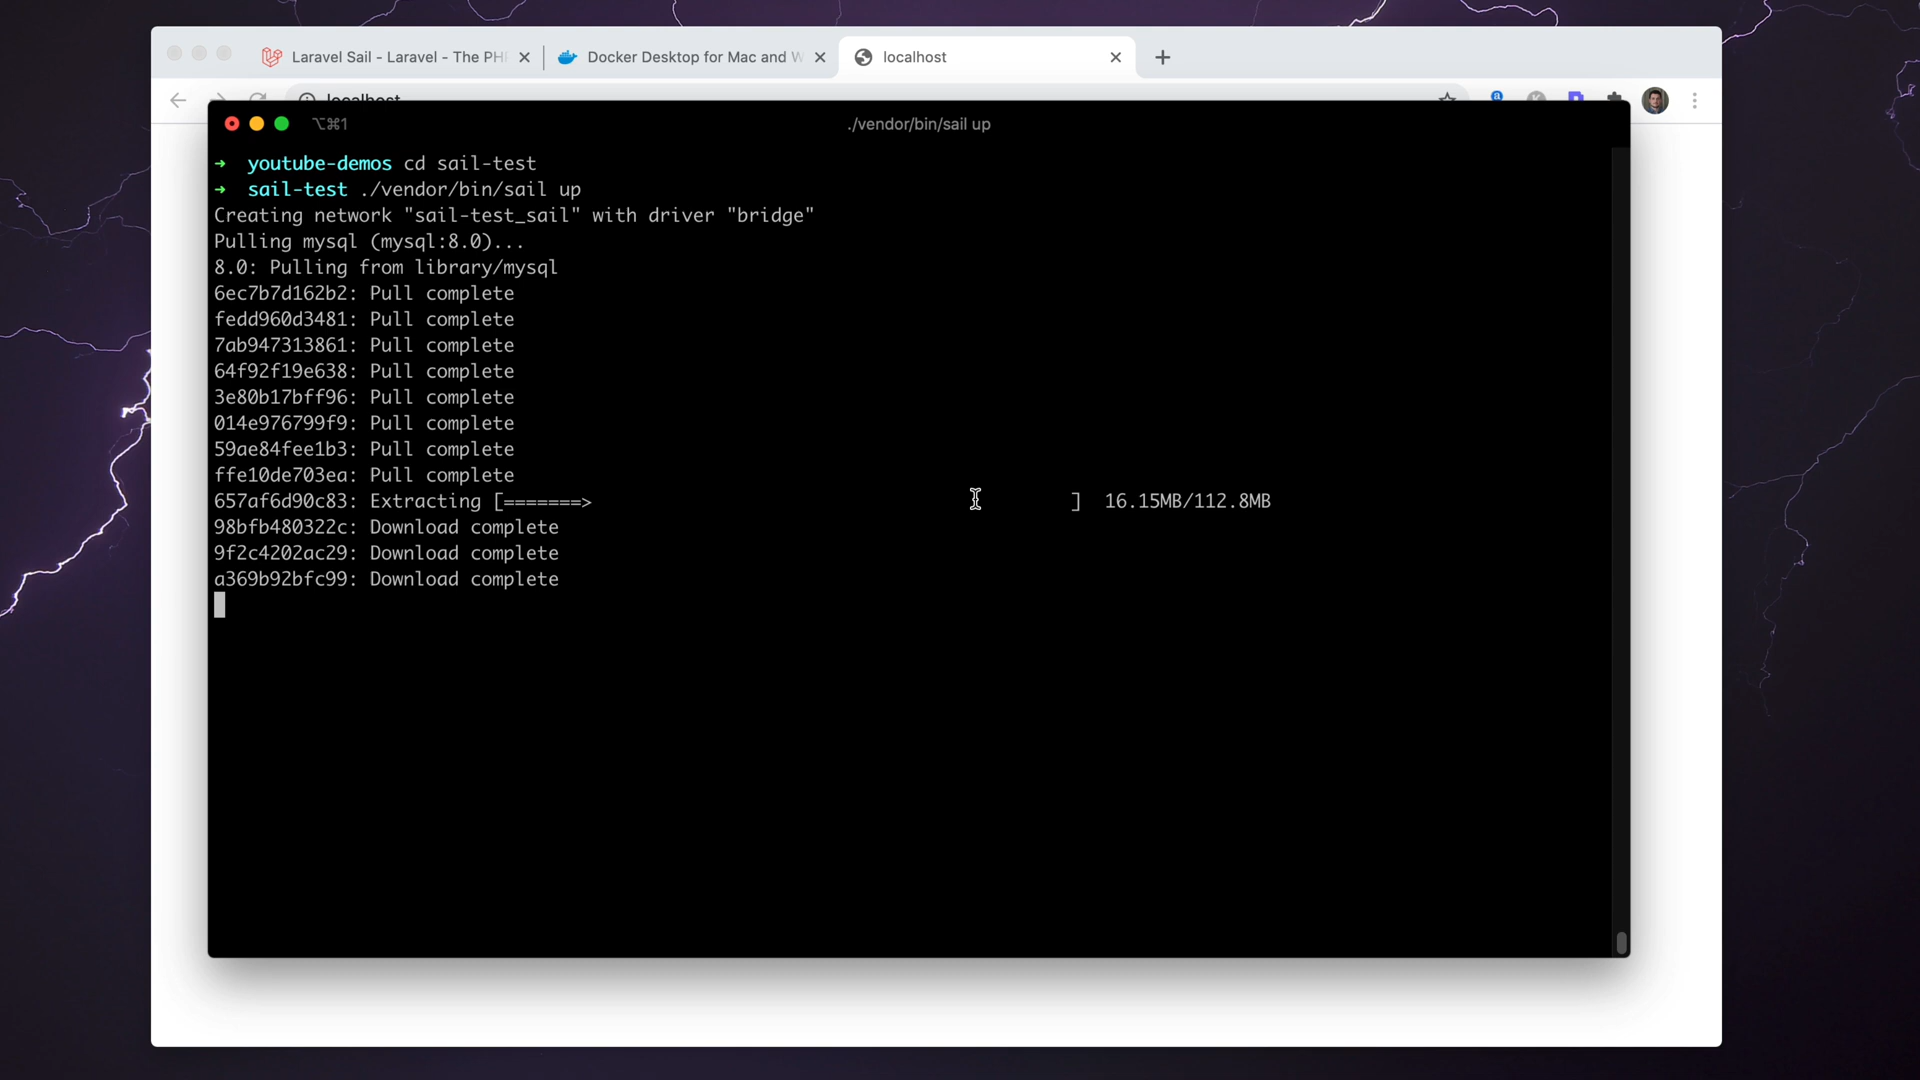 Laravel Sail - Laravel - The PH
Docker Desktop for Mac and W
localhost
localhost
⌥⌘1
./vendor/bin/sail up
➜ youtube-demos cd sail-test
➜ sail-test ./vendor/bin/sail up
Creating network "sail-test_sail" with driver "bridge"
Pulling mysql (mysql:8.0)...
8.0: Pulling from library/mysql
6ec7b7d162b2: Pull complete
fedd960d3481: Pull complete
7ab947313861: Pull complete
64f92f19e638: Pull complete
3e80b17bff96: Pull complete
014e976799f9: Pull complete
59ae84fee1b3: Pull complete
ffe10de703ea: Pull complete
657af6d90c83: Extracting [=======> ] 16.15MB/112.8MB
98bfb480322c: Download complete
9f2c4202ac29: Download complete
a369b92bfc99: Download complete